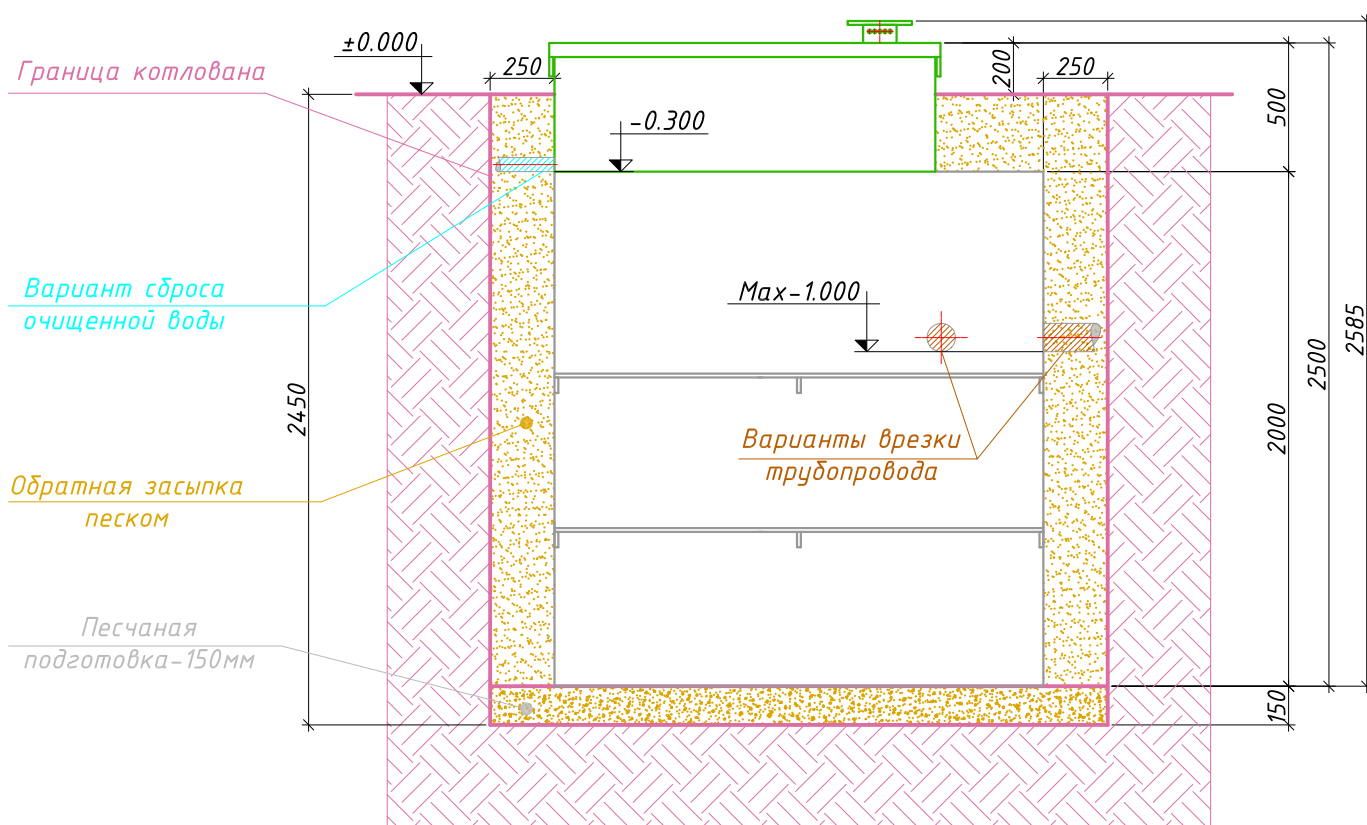 ±0.000
Граница котлована
250
200
250
500
-0.300
Вариант сброса
очищенной воды
Max-1.000
2585
2500
2450
2000
Варианты врезки
трубопровода
Обратная засыпка
песком
Песчаная
подготовка-150мм
150